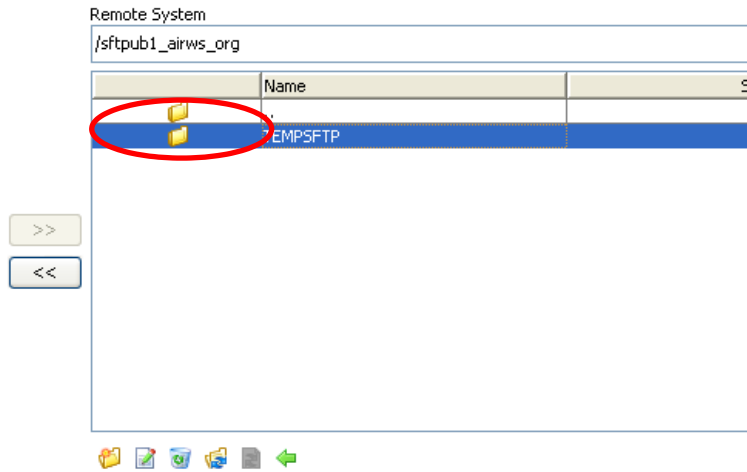 Remote System
/sftpub1_airws_org
Name S
..
TEMPSFTP
>>
<<